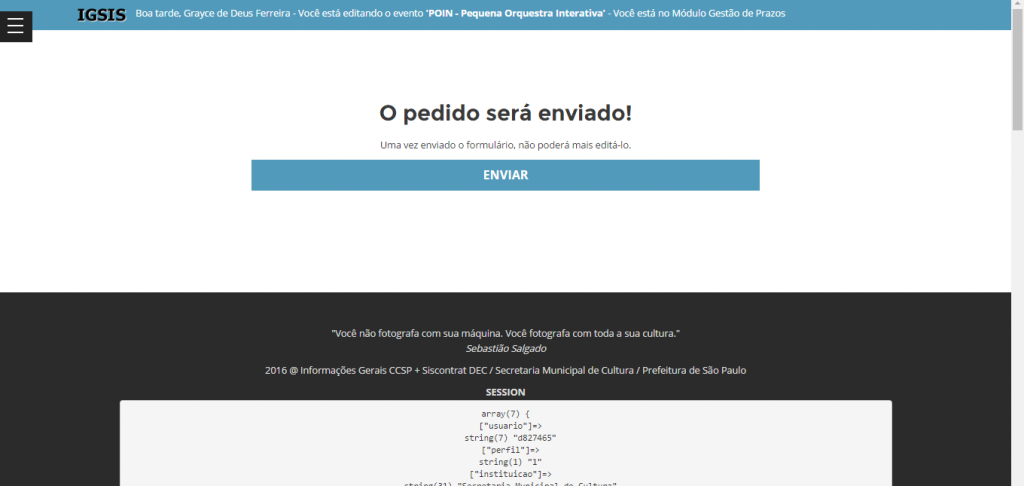 IGSIS Boa tarde, Grayce de Deus Ferreira - Você está editando o evento 'POIN - Pequena Orquestra Interativa' - Você está no Módulo Gestão de Prazos
O pedido será enviado!
Uma vez enviado o formulário, não poderá mais editá-lo.
ENVIAR
"Você não fotografa com sua máquina. Você fotografa com toda a sua cultura."
Sebastião Salgado
2016 @ Informações Gerais CCSP + Siscontrat DEC / Secretaria Municipal de Cultura / Prefeitura de São Paulo
SESSION
array(7) {
["usuario"]=>
string(7) "d827465"
["perfil"]=>
string(1) "1"
["instituicao"]=>
string(31) "Secretaria Municipal de Cultura"